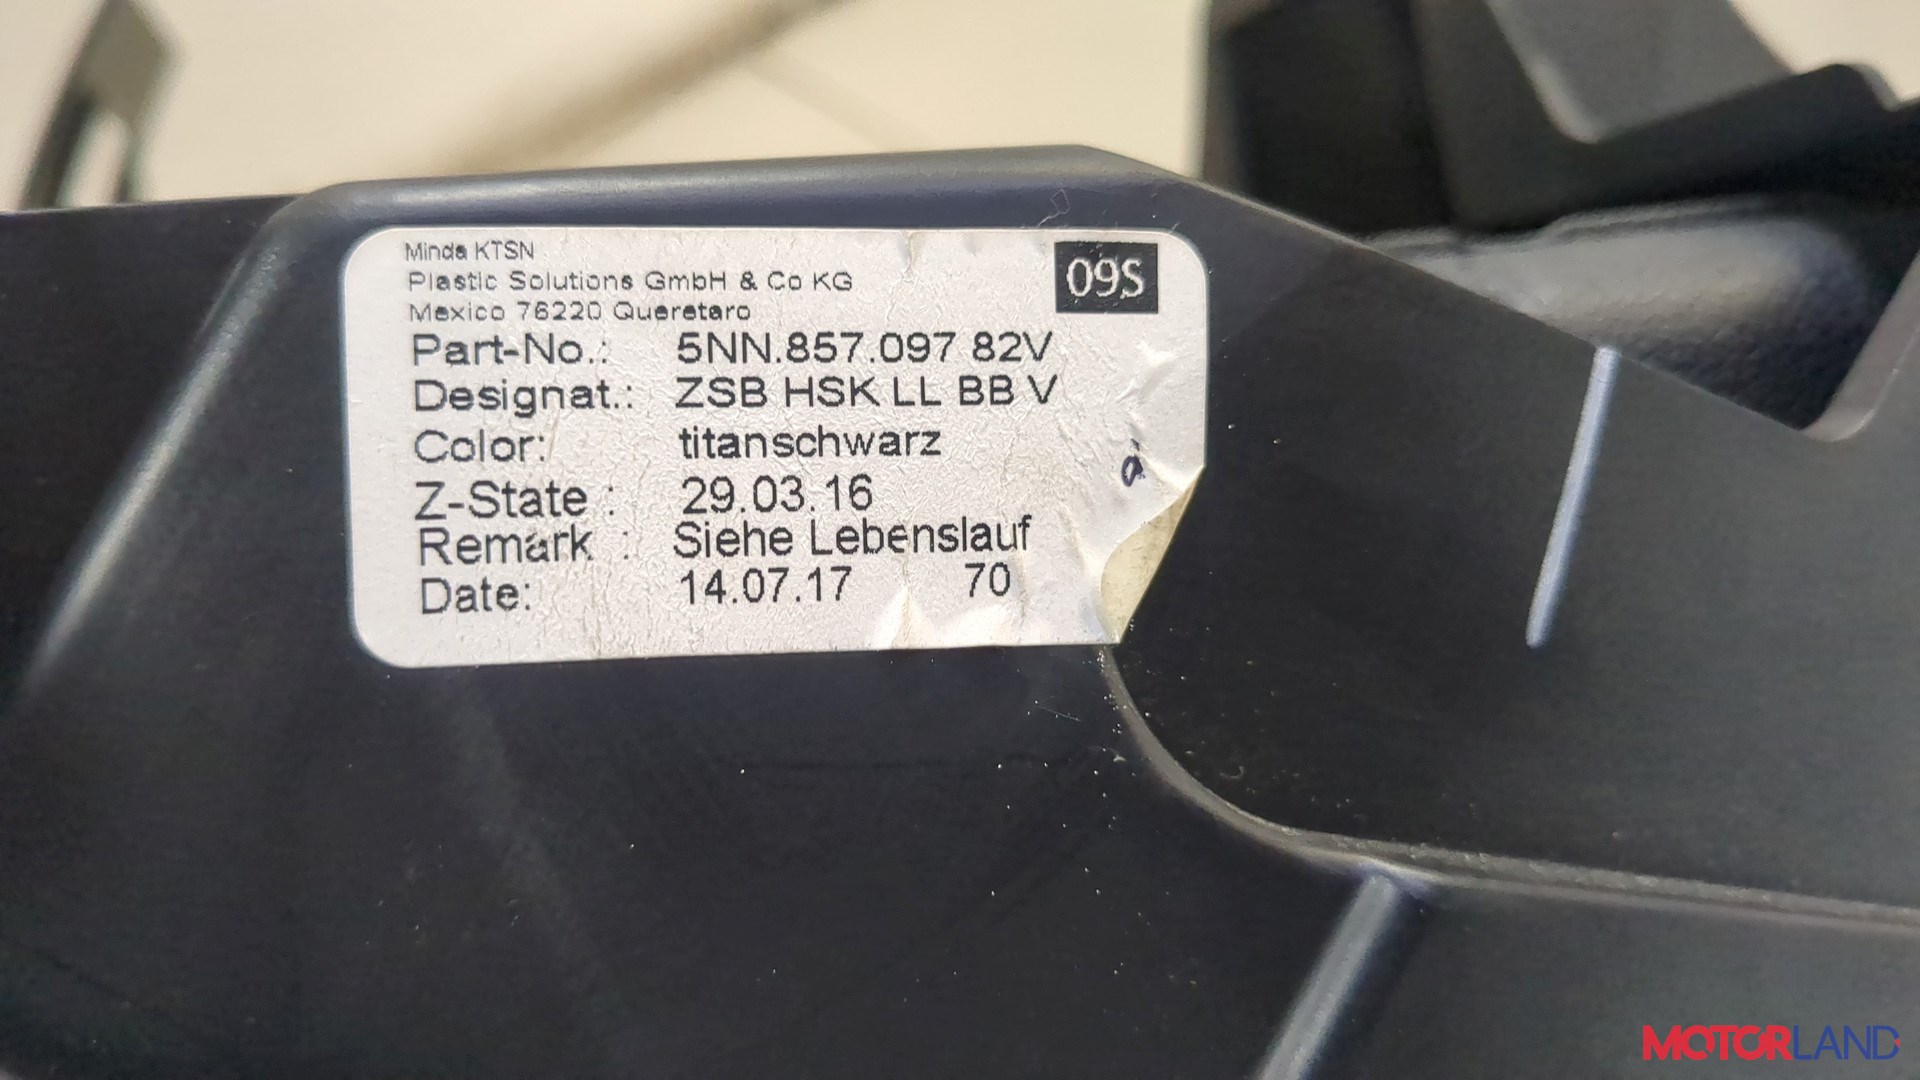 Minda KTSN
Plastic Solutions GmbH & Co KG
Mexico 76220 Queretaro
09S
Part-No.: 5NN.857.097 82V
Designat.: ZSB HSK LL BB V
Color: titanschwarz
Z-State : 29.03.16
Remark : Siehe Lebenslauf
Date: 14.07.17 70
MOTORLAND